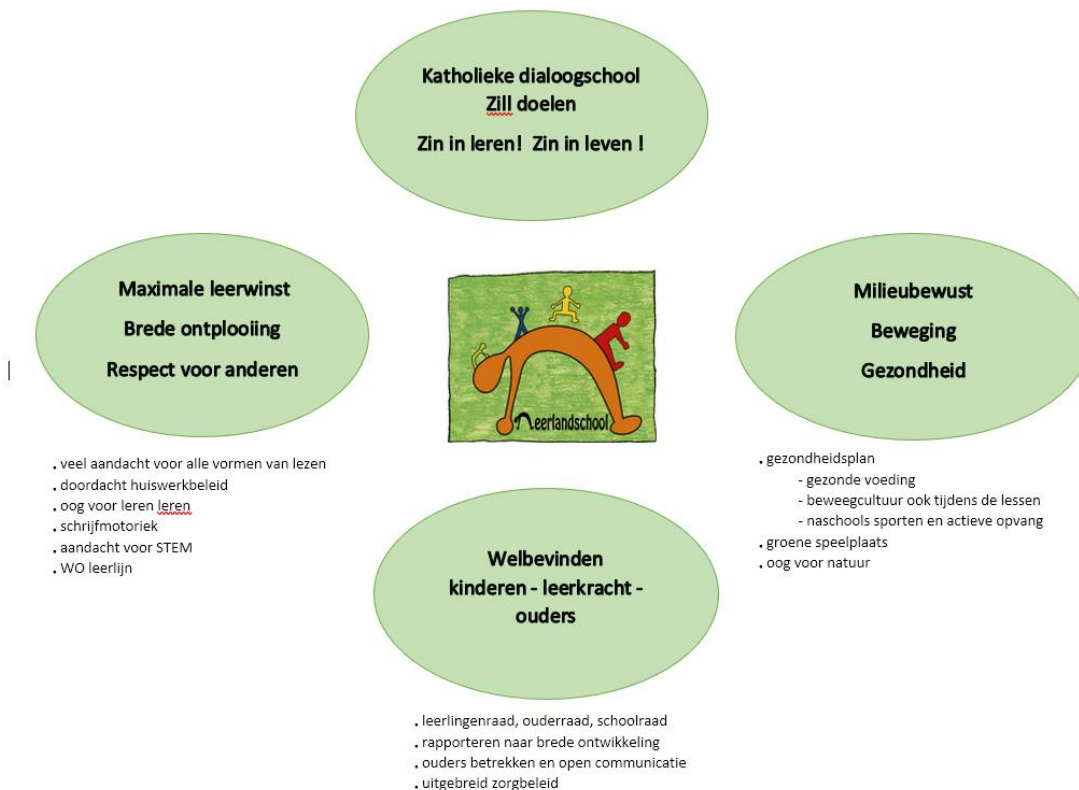 Katholieke dialoogschool
Zill doelen
Zin in leren! Zin in leven !
Maximale leerwinst
Brede ontplooiing
Respect voor anderen
. veel aandacht voor alle vormen van lezen
. doordacht huiswerkbeleid
. oog voor leren leren
. schrijfmotoriek
. aandacht voor STEM
. WO leerlijn
neerlandschool
Milieubewust
Beweging
Gezondheid
. gezondheidsplan
- gezonde voeding
- beweegcultuur ook tijdens de lessen
- naschools sporten en actieve opvang
. groene speelplaats
. oog voor natuur
Welbevinden
kinderen - leerkracht -
ouders
. leerlingenraad, ouderraad, schoolraad
. rapporteren naar brede ontwikkeling
. ouders betrekken en open communicatie
. uitgebreid zorgbeleid